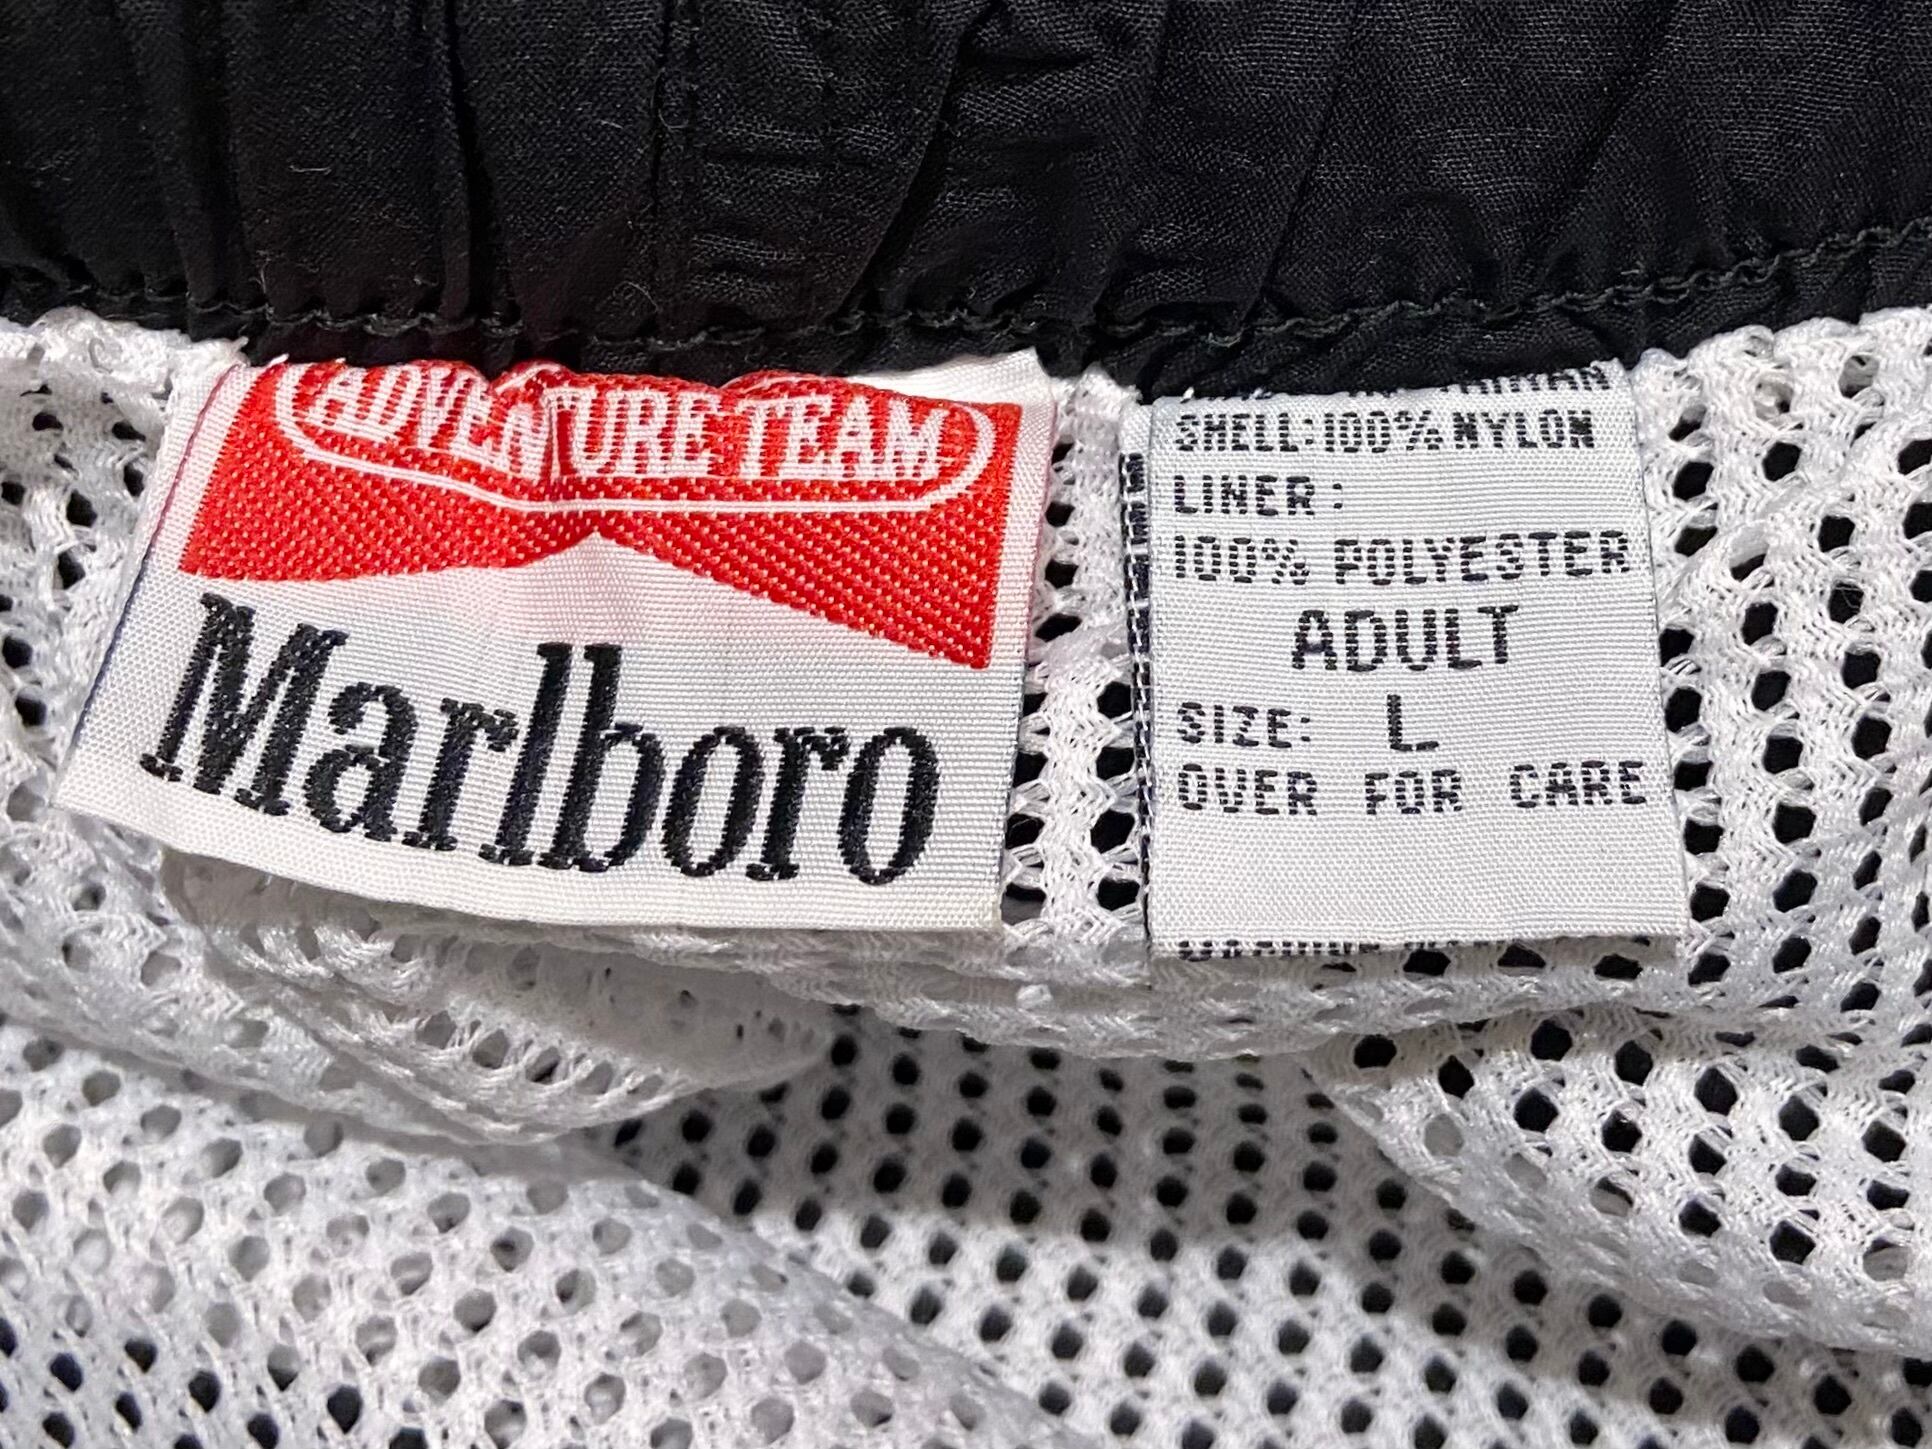 ADVENTURE TEAM
Marlboro
SHELL: 100% NYLON
LINER:
100% POLYESTER
ADULT
SIZE: L
OVER FOR CARE